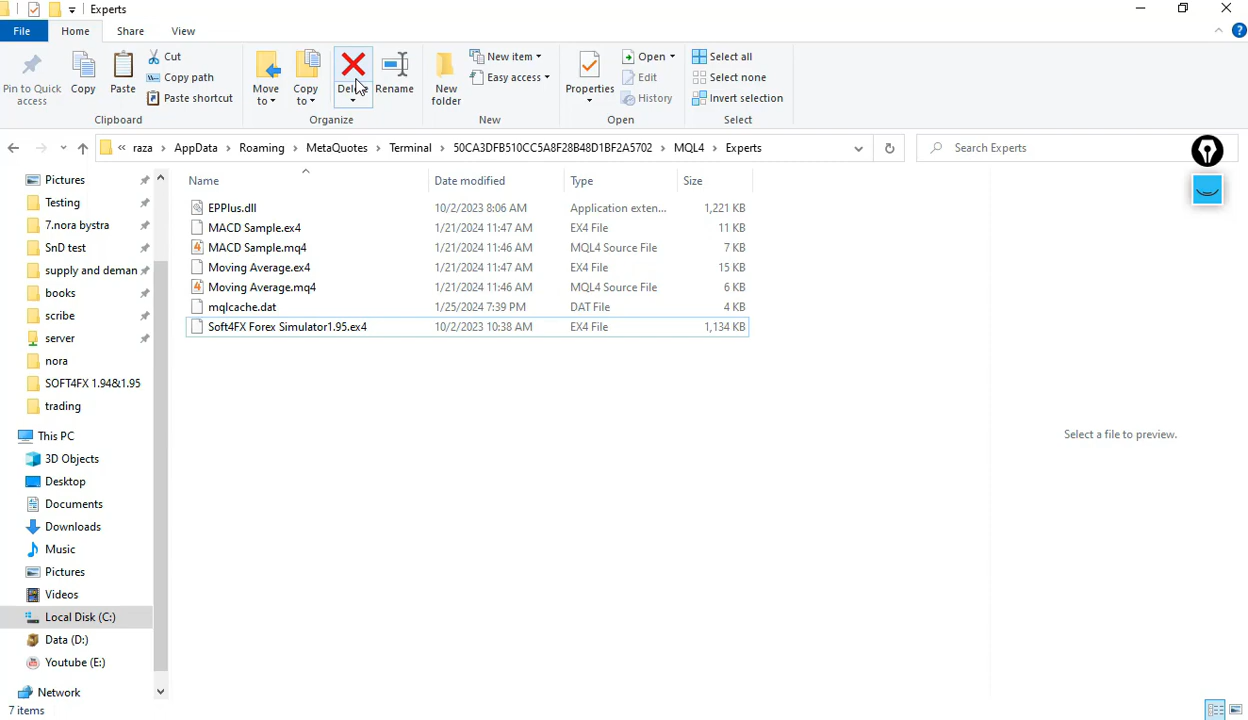 Experts
File Home Share View
Pin to Quick access
Copy
Paste
Cut
Copy path
Paste shortcut
Clipboard
Move to
Copy to
Rename
Organize
New folder
New item
Easy access
New
Properties
Open
Edit
History
Open
Select all
Select none
Invert selection
Select
« raza > AppData > Roaming > MetaQuotes > Terminal > 50CA3DFB510CC5A8F28B48D1BF2A5702 > MQL4 > Experts
Search Experts
Pictures
Testing
7.nora bystra
SnD test
supply and deman
books
scribe
server
nora
SOFT4FX 1.94&1.95
trading
This PC
3D Objects
Desktop
Documents
Downloads
Music
Pictures
Videos
Local Disk (C:)
Data (D:)
Youtube (E:)
Network
Name Date modified Type Size
EPPlus.dll 10/2/2023 8:06 AM Application exten... 1,221 KB
MACD Sample.ex4 1/21/2024 11:47 AM EX4 File 11 KB
MACD Sample.mq4 1/21/2024 11:46 AM MQL4 Source File 7 KB
Moving Average.ex4 1/21/2024 11:47 AM EX4 File 15 KB
Moving Average.mq4 1/21/2024 11:46 AM MQL4 Source File 6 KB
mqlcache.dat 1/25/2024 7:39 PM DAT File 4 KB
Soft4FX Forex Simulator1.95.ex4 10/2/2023 10:38 AM EX4 File 1,134 KB
Select a file to preview.
7 items